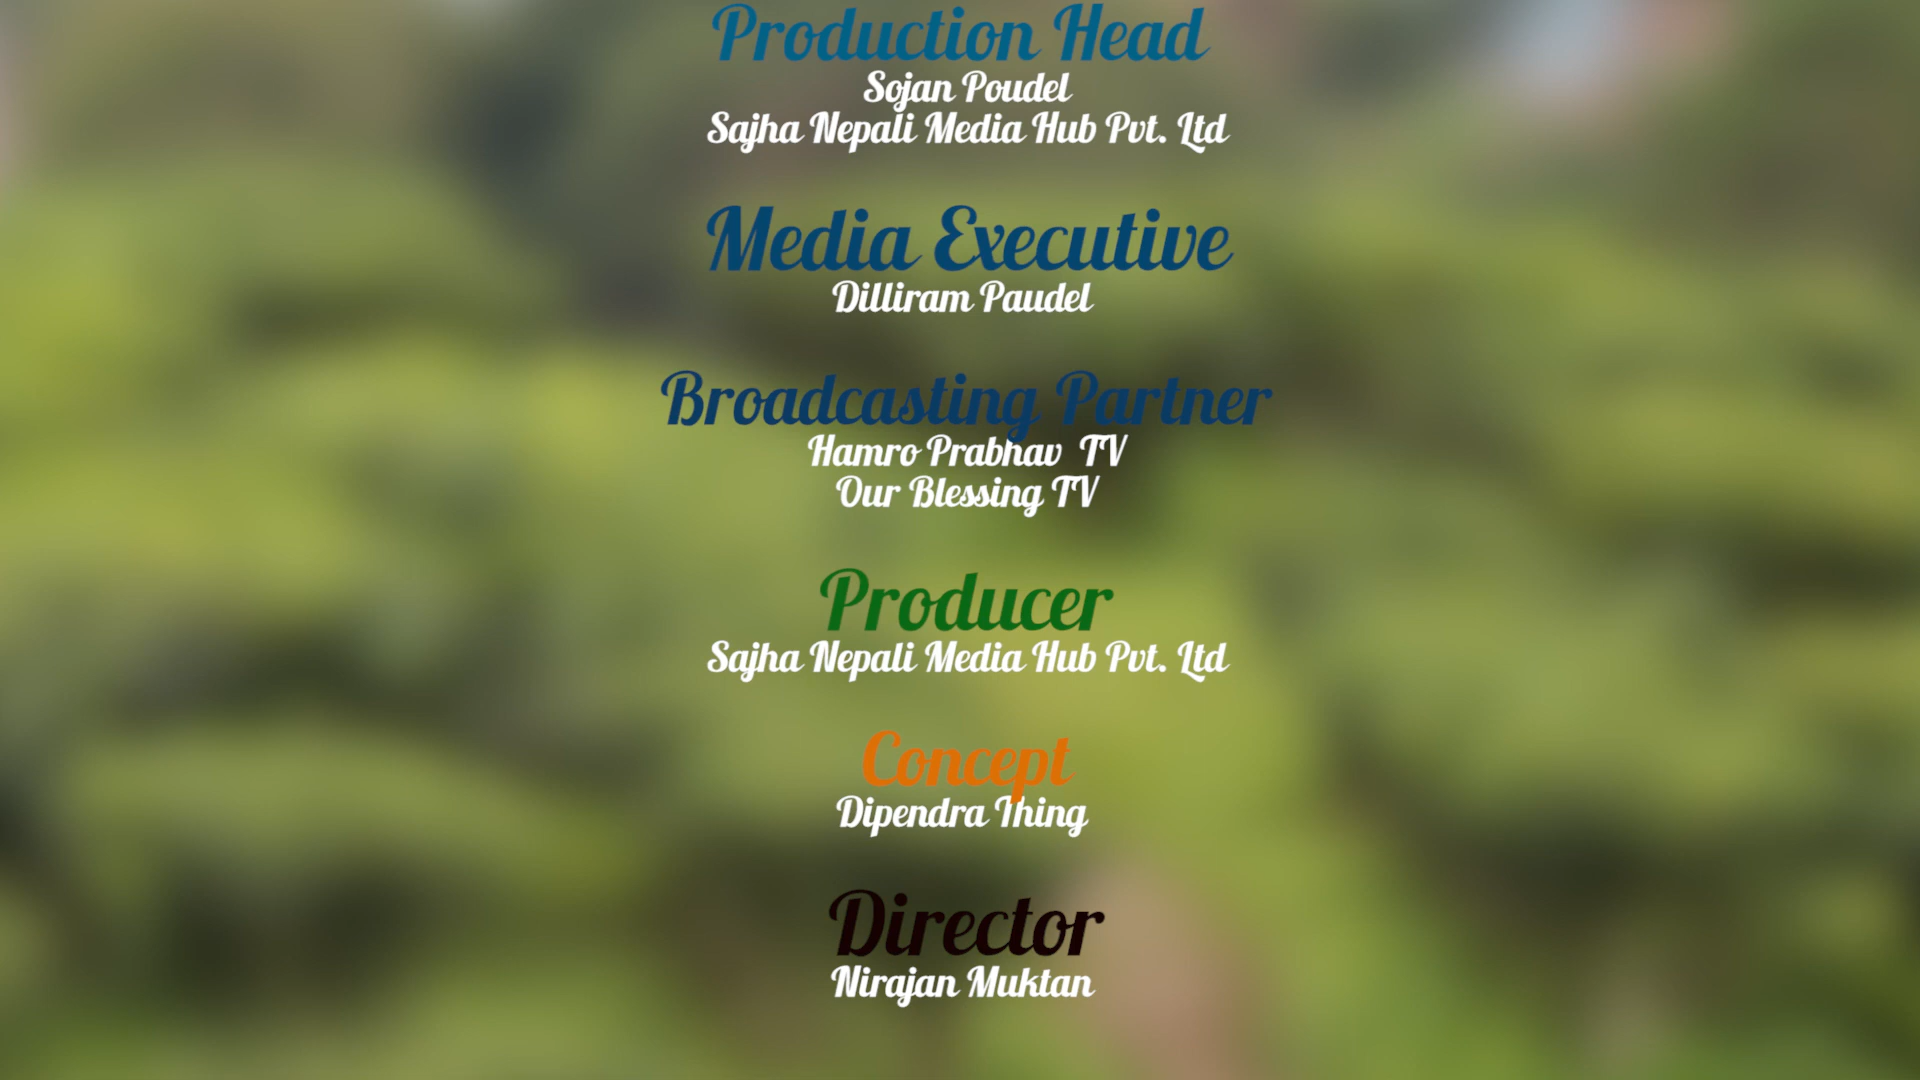 Production Head
Sojan Poudel
Sajha Nepali Media Hub Pvt. Ltd
Media Executive
Dilliram Paudel
Broadcasting Partner
Hamro Prabhav TV
Our Blessing TV
Producer
Sajha Nepali Media Hub Pvt. Ltd
Concept
Dipendra Thing
Director
Nirajan Muktan